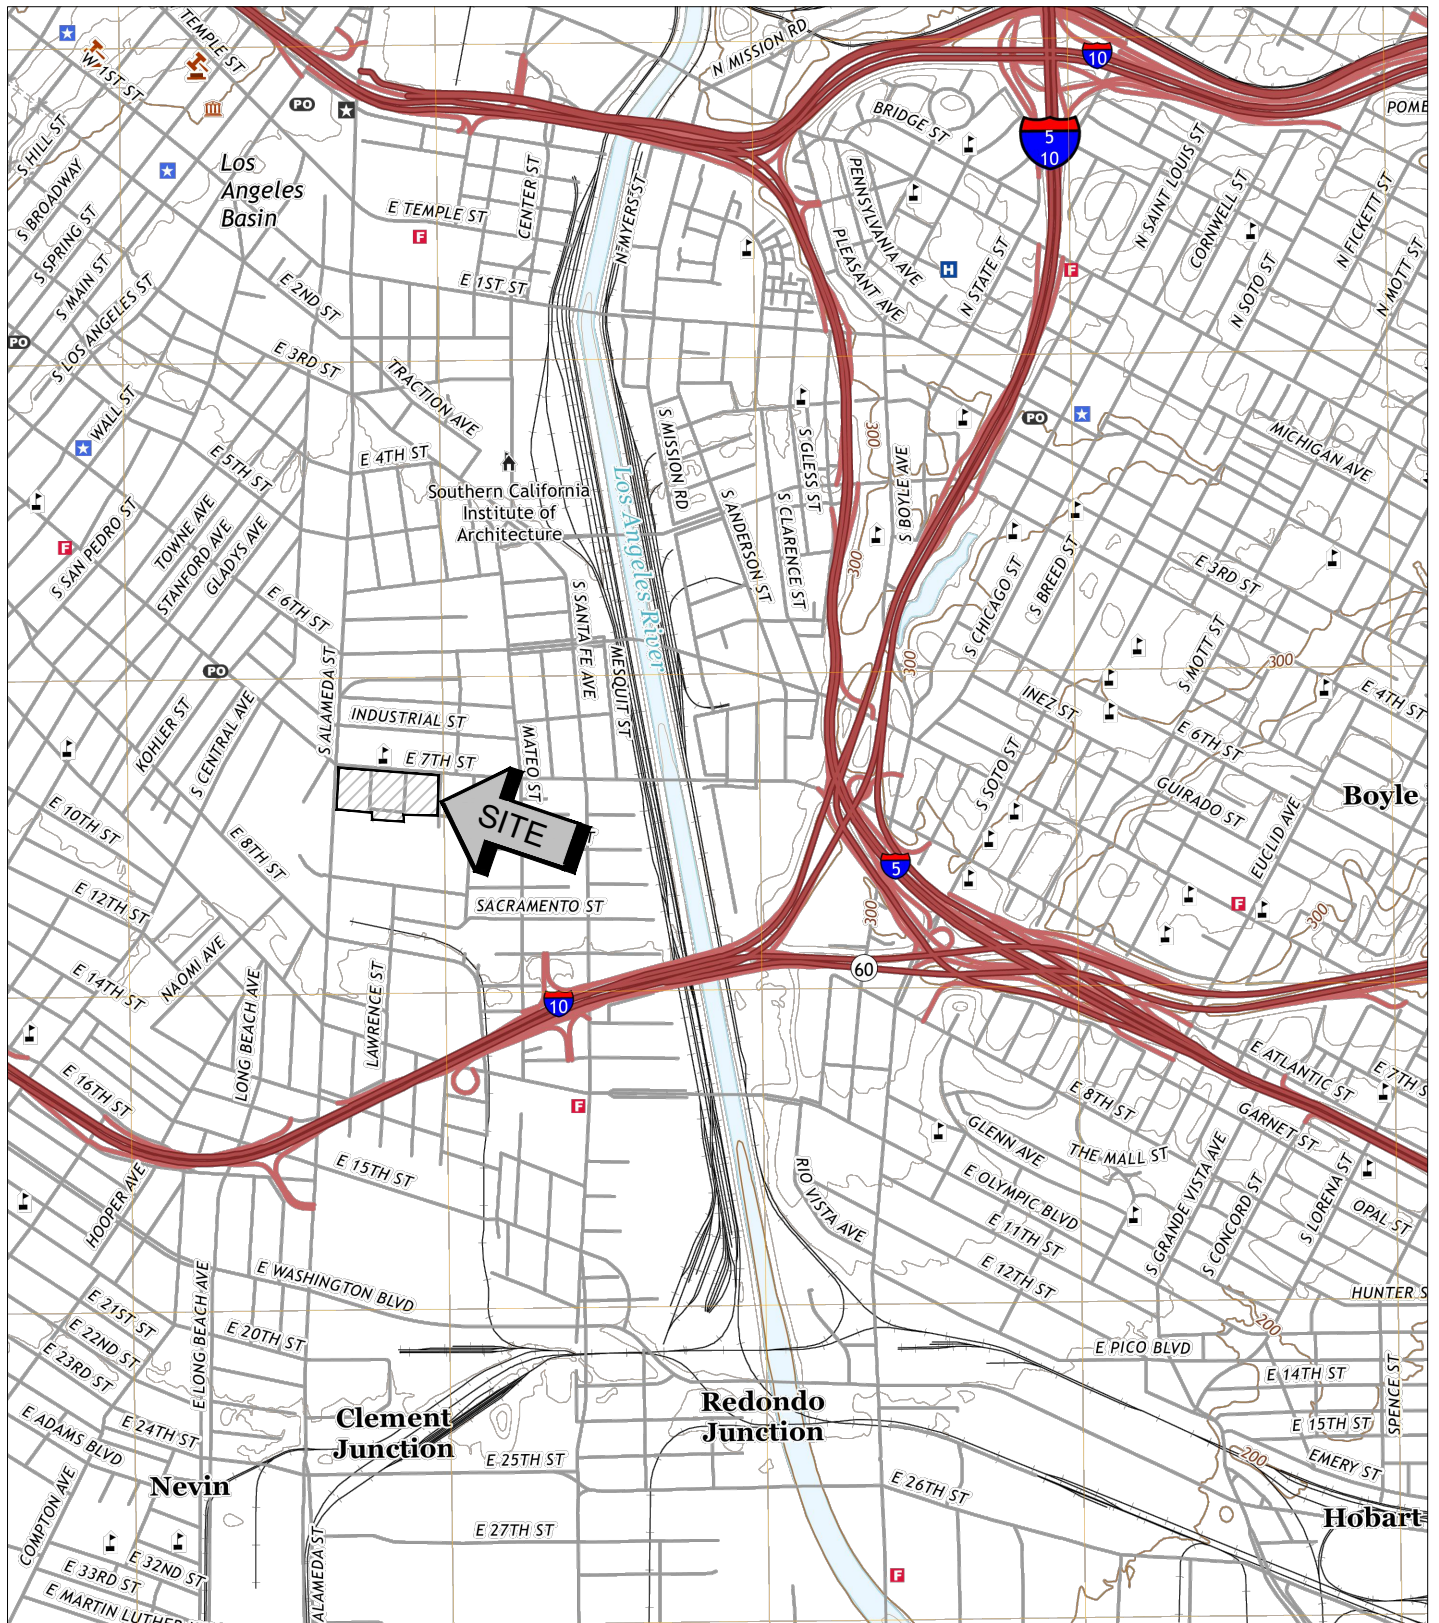 TEMPLE ST
W 1ST ST
N MISSION RD
10
PO
5
10
BRIDGE ST
S HILL ST
S BROADWAY
Los
Angeles
Basin
CENTER ST
N MYERS ST
PENNSYLVANIA AVE
N SAINT LOUIS ST
CORNWELL ST
N FICKETT ST
E TEMPLE ST
F
S SPRING ST
PLEASANT AVE
N STATE ST
H
F
N SOTO ST
N MOTT ST
S MAIN ST
E 2ND ST
E 1ST ST
S LOS ANGELES ST
PO
E 3RD ST
TRACTION AVE
WALL ST
S MISSION RD
S GLESS ST
300
PO
MICHIGAN AVE
E 4TH ST
E 5TH ST
S BOYLE AVE
Southern California
Institute of
Architecture
Los Angeles River
S SAN PEDRO ST
TOWNE AVE
STANFORD AVE
GLADYS AVE
F
S ANDERSON ST
S CLARENCE ST
300
S CHICAGO ST
S BREED ST
E 3RD ST
E 6TH ST
S SANTA FE AVE
MESQUIT ST
S MOTT ST
300
300
PO
S ALAMEDA ST
INEZ ST
E 4TH ST
KOHLER ST
S CENTRAL AVE
INDUSTRIAL ST
MATEO ST
E 6TH ST
E 7TH ST
S SOTO ST
GUIRADO ST
Boyle
SITE
E 10TH ST
E 8TH ST
EUCLID AVE
5
E 12TH ST
SACRAMENTO ST
300
F
300
NAOMI AVE
E 14TH ST
LONG BEACH AVE
LAWRENCE ST
60
10
E 16TH ST
E ATLANTIC ST
E 7TH S
F
E 8TH ST
GARNET ST
GLENN AVE
THE MALL ST
E 15TH ST
HOOPER AVE
RIO VISTA AVE
E OLYMPIC BLVD
S GRANDE VISTA AVE
S CONCORD ST
S LORENA ST
OPAL ST
E 11TH ST
E 12TH ST
E WASHINGTON BLVD
E LONG BEACH AVE
HUNTER S
E 21ST ST
E 22ND ST
E 20TH ST
200
E 23RD ST
E PICO BLVD
E 14TH ST
SPENCE ST
E ADAMS BLVD
E 24TH ST
Clement
Junction
Redondo
Junction
E 15TH ST
E 25TH ST
200
EMERY ST
Nevin
COMPTON AVE
E 26TH ST
Hobart
E 27TH ST
ALAMEDA ST
E 32ND ST
E 33RD ST
F
E MARTIN LUTHER